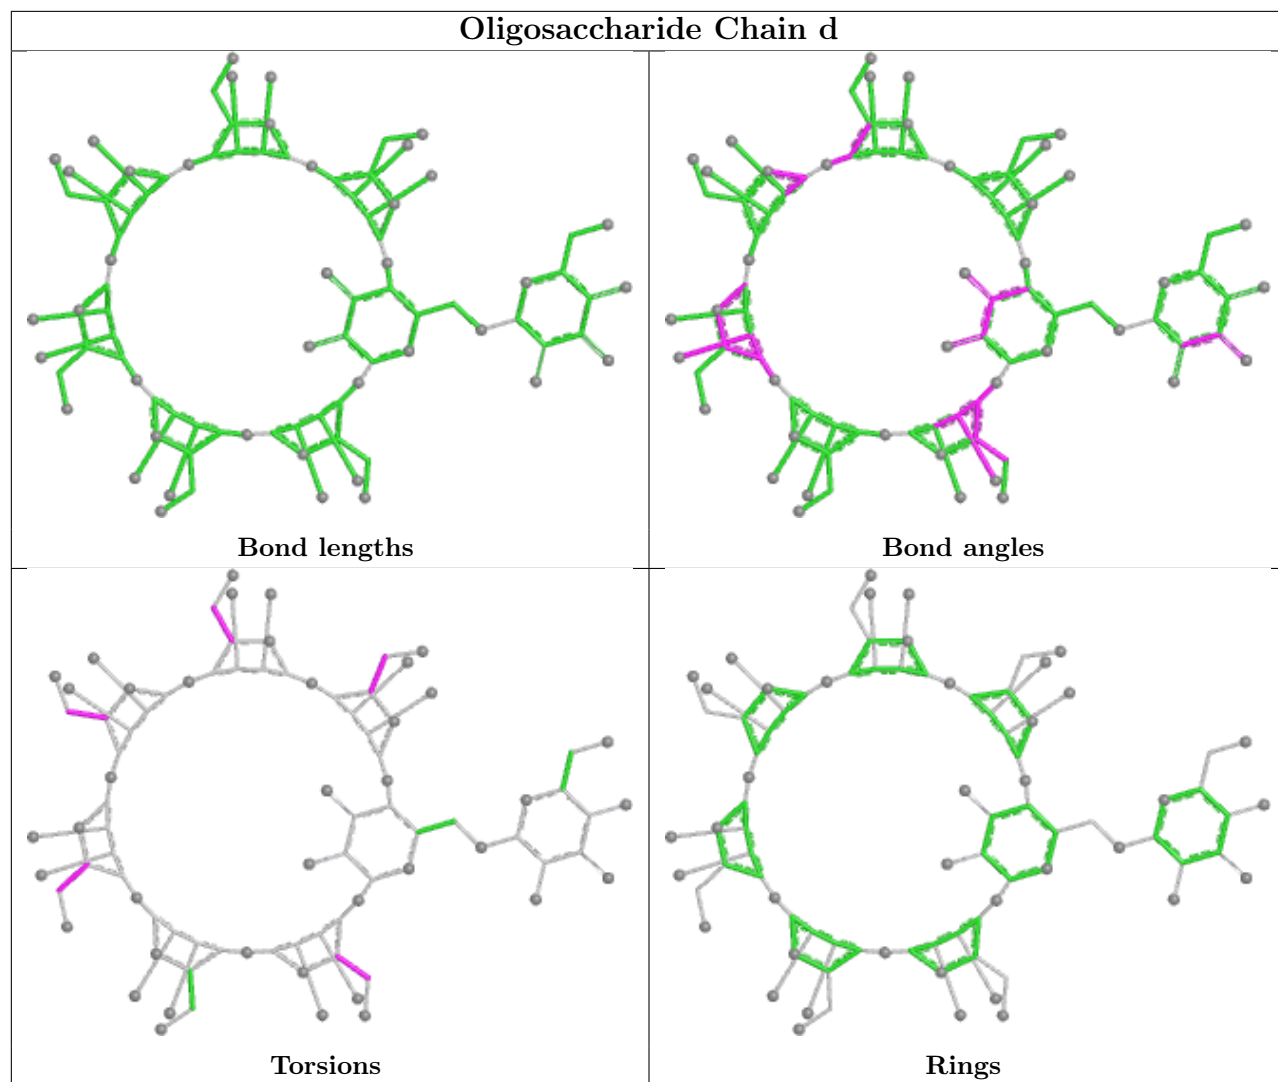 Oligosaccharide Chain d
Bond lengths
Bond angles
Torsions
Rings